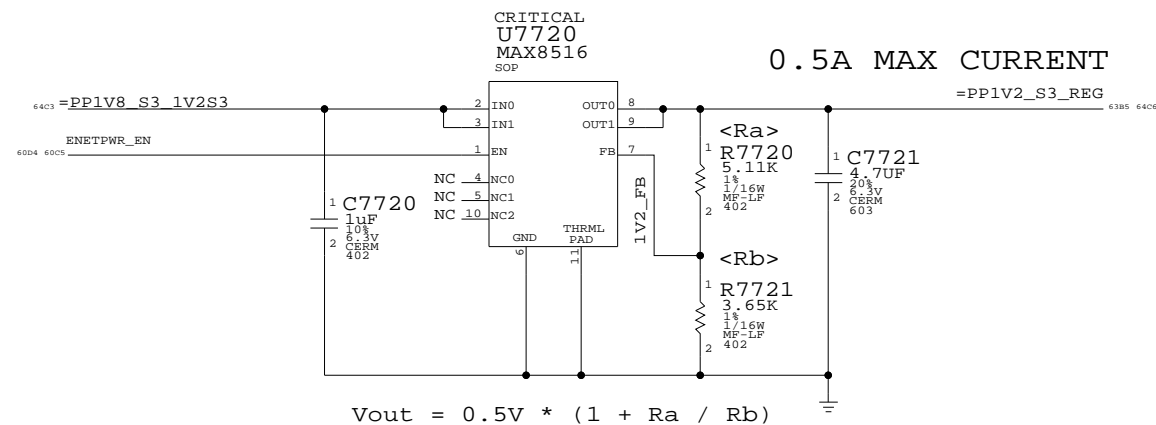 CRITICAL
U7720
MAX8516
SOP
0.5A MAX CURRENT
64C3 =PP1V8_S3_1V2S3
2 IN0
OUT0 8
=PP1V2_S3_REG
63B5 64C6
3 IN1
OUT1 9
ENETPWR_EN
60D4 60C5
1 EN
FB 7
<Ra>
1 R7720
5.11K
1%
1/16W
MF-LF
402
2
1 C7721
4.7UF
20%
6.3V
CERM
603
2
NC 4 NC0
NC 5 NC1
NC 10 NC2
1V2_FB
1 C7720
1uF
10%
6.3V
CERM
402
2
GND
THRML
PAD
6
11
<Rb>
1 R7721
3.65K
1%
1/16W
MF-LF
402
2
Vout = 0.5V * (1 + Ra / Rb)